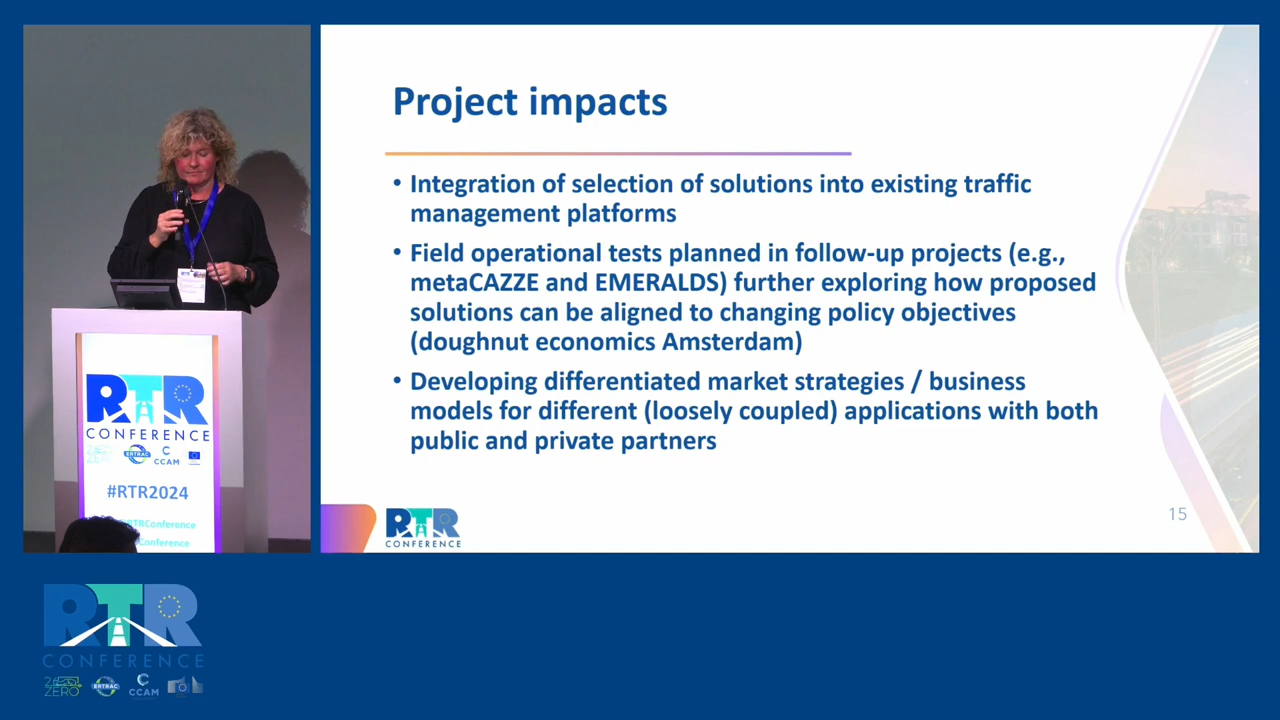 Project impacts
• Integration of selection of solutions into existing traffic
management platforms
• Field operational tests planned in follow-up projects (e.g.,
metaCAZZE and EMERALDS) further exploring how proposed
solutions can be aligned to changing policy objectives
(doughnut economics Amsterdam)
• Developing differentiated market strategies / business
models for different (loosely coupled) applications with both
public and private partners
RTR
CONFERENCE
15
RTR
CONFERENCE
ERTRAC
CCAM
#RTR2024
RTRConference
Conference
RTR
CONFERENCE
2ZERO
ERTRAC
CCAM